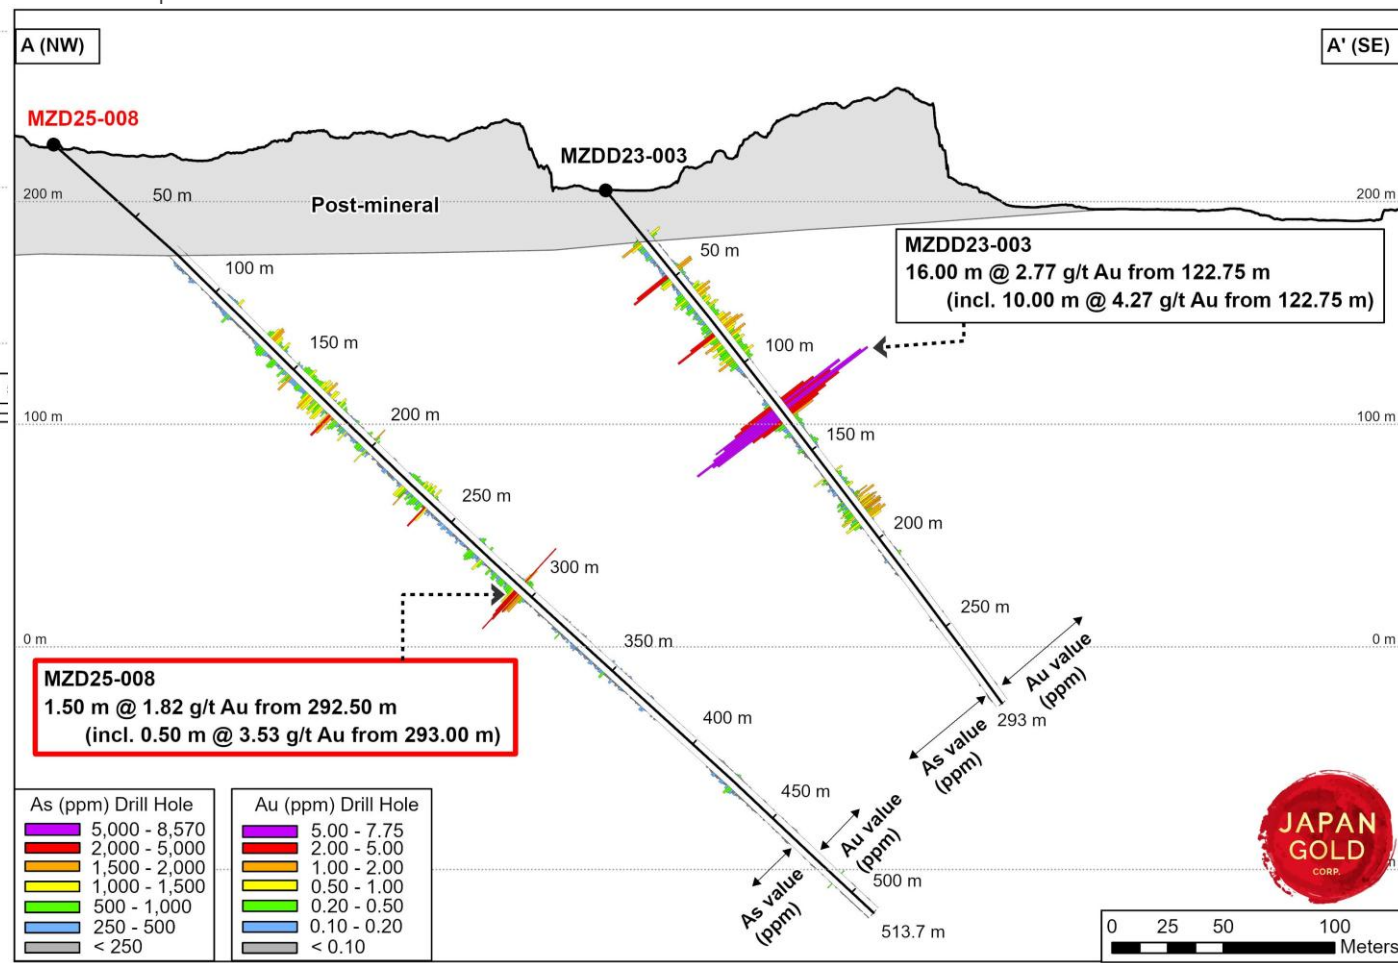 A (NW)
A' (SE)
MZD25-008
MZDD23-003
Post-mineral
200 m
200 m
50 m
100 m
150 m
200 m
250 m
300 m
350 m
400 m
450 m
500 m
513.7 m
50 m
100 m
150 m
200 m
250 m
293 m
MZDD23-003
16.00 m @ 2.77 g/t Au from 122.75 m
(incl. 10.00 m @ 4.27 g/t Au from 122.75 m)
100 m
100 m
0 m
0 m
MZD25-008
1.50 m @ 1.82 g/t Au from 292.50 m
(incl. 0.50 m @ 3.53 g/t Au from 293.00 m)
Au value
(ppm)
As value
(ppm)
Au value
(ppm)
As value
(ppm)
As (ppm) Drill Hole
5,000 - 8,570
2,000 - 5,000
1,500 - 2,000
1,000 - 1,500
500 - 1,000
250 - 500
< 250
Au (ppm) Drill Hole
5.00 - 7.75
2.00 - 5.00
1.00 - 2.00
0.50 - 1.00
0.20 - 0.50
0.10 - 0.20
< 0.10
JAPAN
GOLD
CORP.
0 25 50 100
Meters